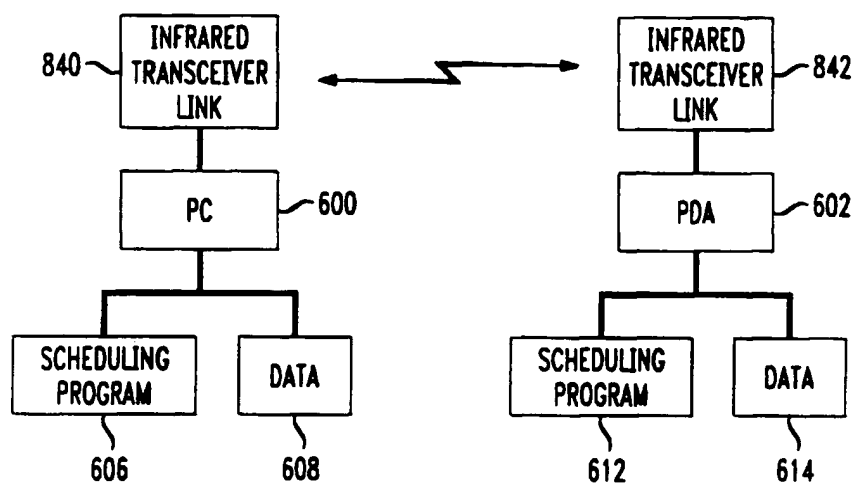 INFRARED
TRANSCEIVER
LINK
840
INFRARED
TRANSCEIVER
LINK
842
PC
600
PDA
602
SCHEDULING
PROGRAM
DATA
SCHEDULING
PROGRAM
DATA
606
608
612
614